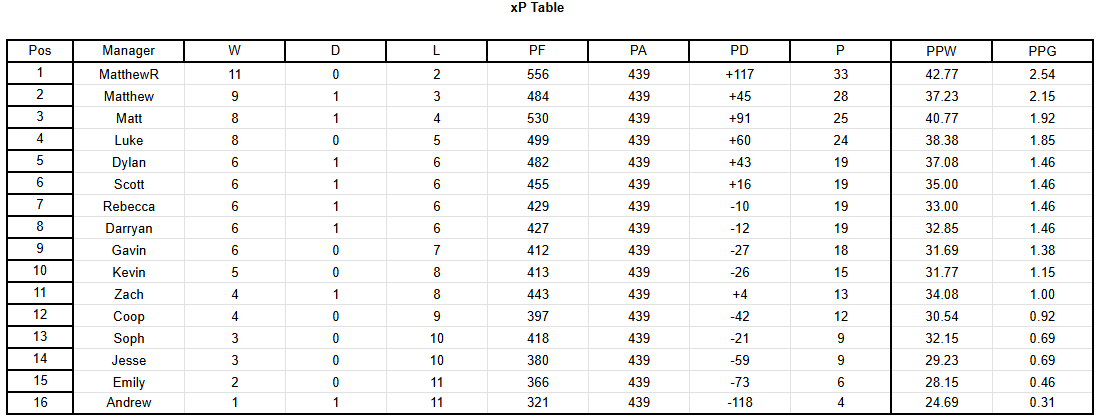 xP Table
Pos Manager W D L PF PA PD P PPW PPG
1 MatthewR 11 0 2 556 439 +117 33 42.77 2.54
2 Matthew 9 1 3 484 439 +45 28 37.23 2.15
3 Matt 8 1 4 530 439 +91 25 40.77 1.92
4 Luke 8 0 5 499 439 +60 24 38.38 1.85
5 Dylan 6 1 6 482 439 +43 19 37.08 1.46
6 Scott 6 1 6 455 439 +16 19 35.00 1.46
7 Rebecca 6 1 6 429 439 -10 19 33.00 1.46
8 Darryan 6 1 6 427 439 -12 19 32.85 1.46
9 Gavin 6 0 7 412 439 -27 18 31.69 1.38
10 Kevin 5 0 8 413 439 -26 15 31.77 1.15
11 Zach 4 1 8 443 439 +4 13 34.08 1.00
12 Coop 4 0 9 397 439 -42 12 30.54 0.92
13 Soph 3 0 10 418 439 -21 9 32.15 0.69
14 Jesse 3 0 10 380 439 -59 9 29.23 0.69
15 Emily 2 0 11 366 439 -73 6 28.15 0.46
16 Andrew 1 1 11 321 439 -118 4 24.69 0.31